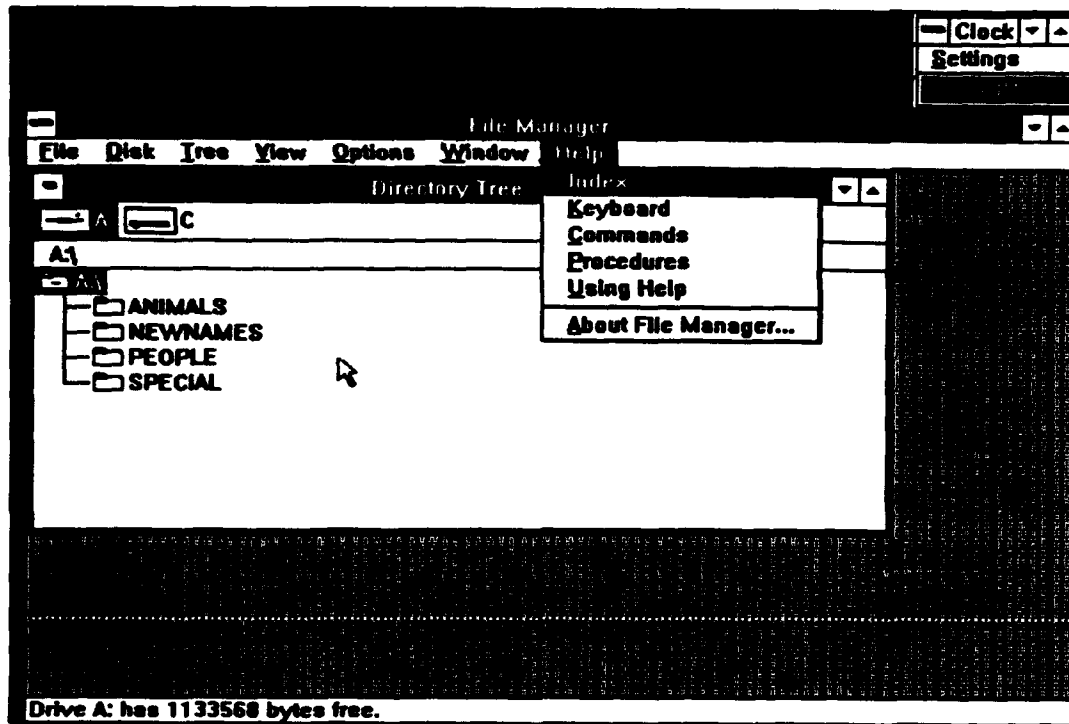 Clock
Settings
File Manager
File Disk Tree View Options Window Help
Directory Tree
Index
Keyboard
Commands
Procedures
Using Help
About File Manager...
A C
A:\
A:\
ANIMALS
NEWNAMES
PEOPLE
SPECIAL
Drive A: has 1133568 bytes free.